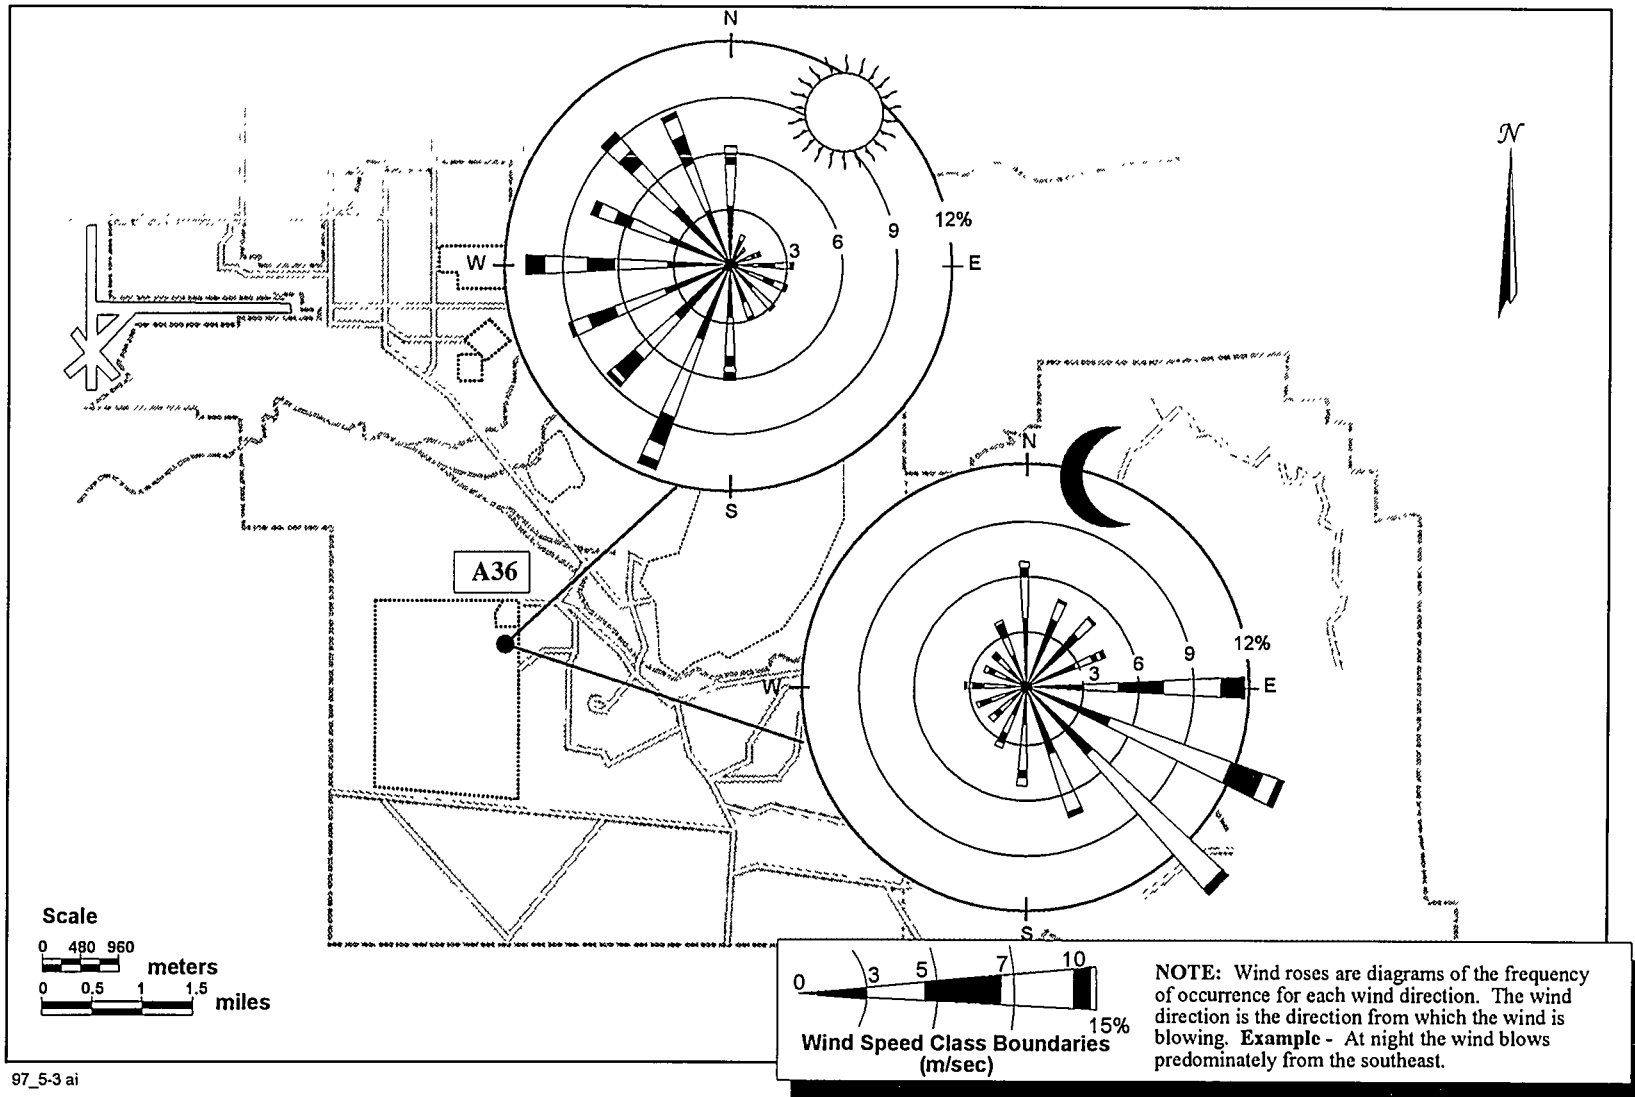 N
12%
9
6
3
W
E
S
N
A36
N
12%
9
6
3
W
E
S
Scale
0 480 960
meters
0 0.5 1 1.5
miles
0 3 5 7 10
15%
Wind Speed Class Boundaries
(m/sec)
NOTE: Wind roses are diagrams of the frequency
of occurrence for each wind direction. The wind
direction is the direction from which the wind is
blowing. Example - At night the wind blows
predominately from the southeast.
97_5-3 ai